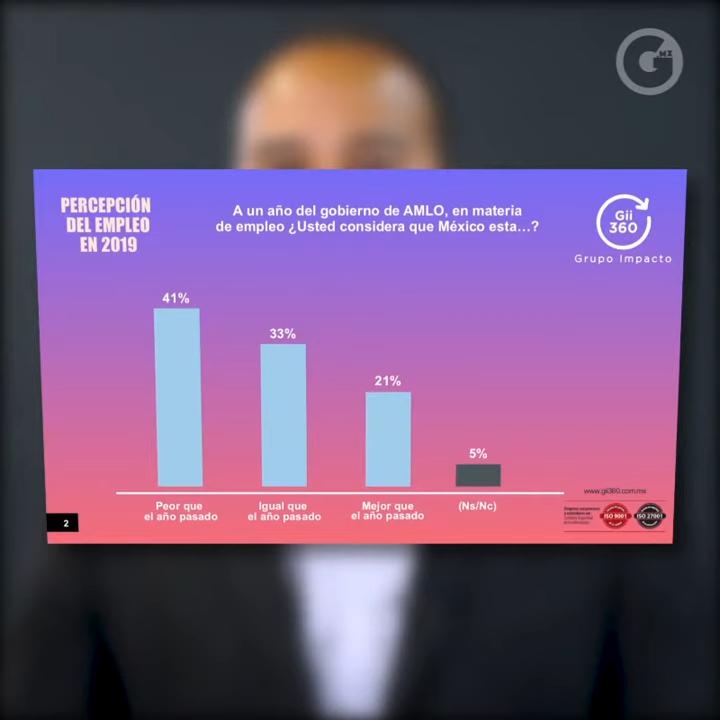 G MX
PERCEPCIÓN
DEL EMPLEO
EN 2019
A un año del gobierno de AMLO, en materia
de empleo ¿Usted considera que México esta...?
Gii
360
Grupo Impacto
41%
33%
21%
5%
Peor que
el año pasado
Igual que
el año pasado
Mejor que
el año pasado
(Ns/Nc)
www.gii360.com.mx
ISO 9001
ISO 27001
2